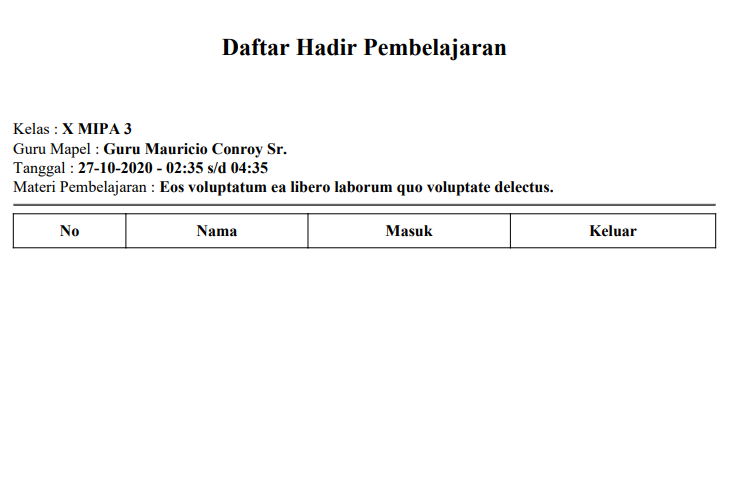 Daftar Hadir Pembelajaran
Kelas : X MIPA 3
Guru Mapel : Guru Mauricio Conroy Sr.
Tanggal : 27-10-2020 - 02:35 s/d 04:35
Materi Pembelajaran : Eos voluptatum ea libero laborum quo voluptate delectus.
No Nama Masuk Keluar